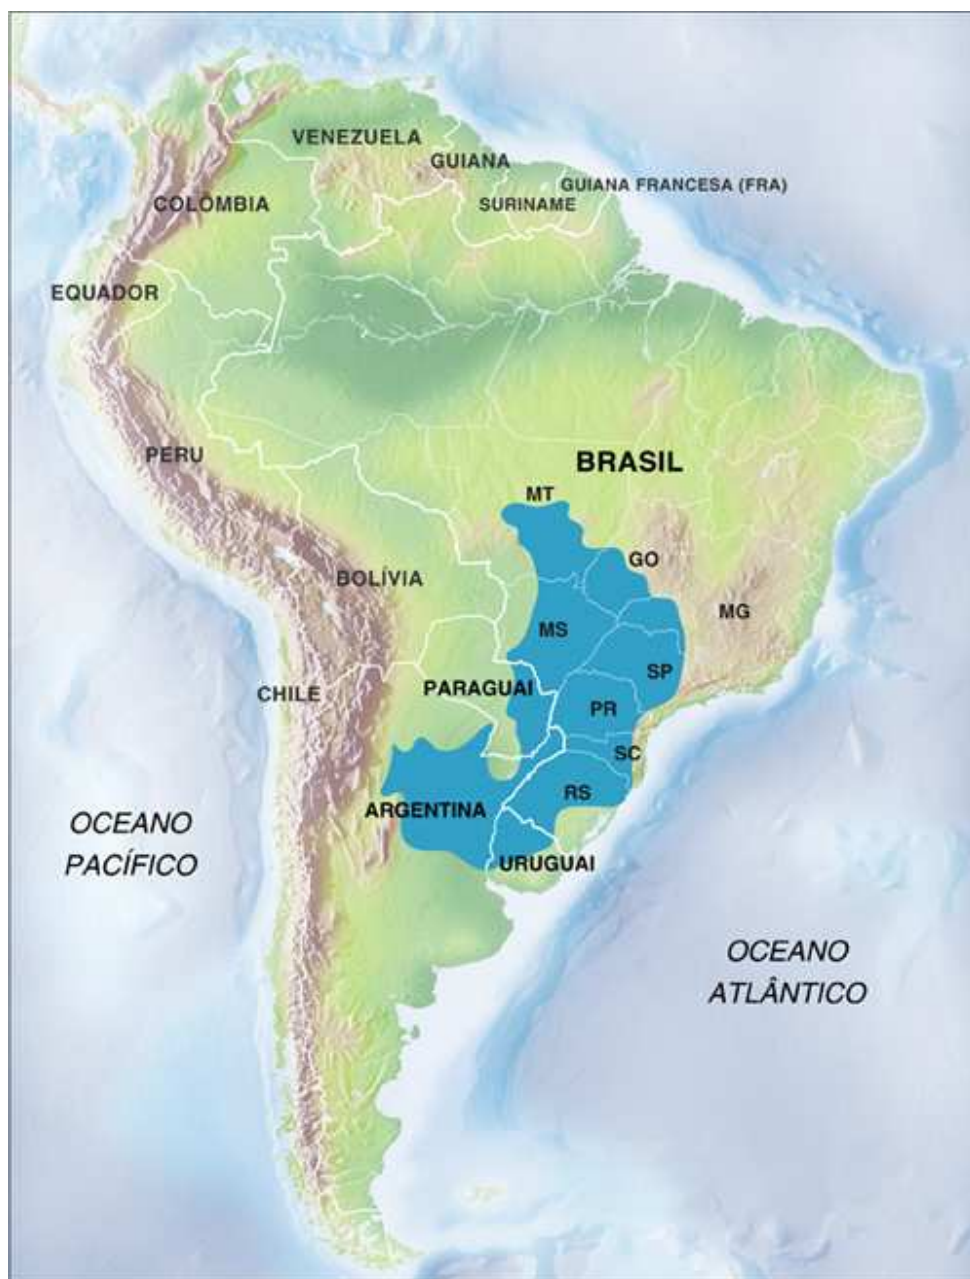 VENEZUELA
GUIANA
GUIANA FRANCESA (FRA)
SURINAME
COLÔMBIA
EQUADOR
PERU
BRASIL
MT
GO
BOLÍVIA
MG
MS
SP
PARAGUAI
CHILE
PR
SC
RS
ARGENTINA
OCEANO
PACÍFICO
URUGUAI
OCEANO
ATLÂNTICO